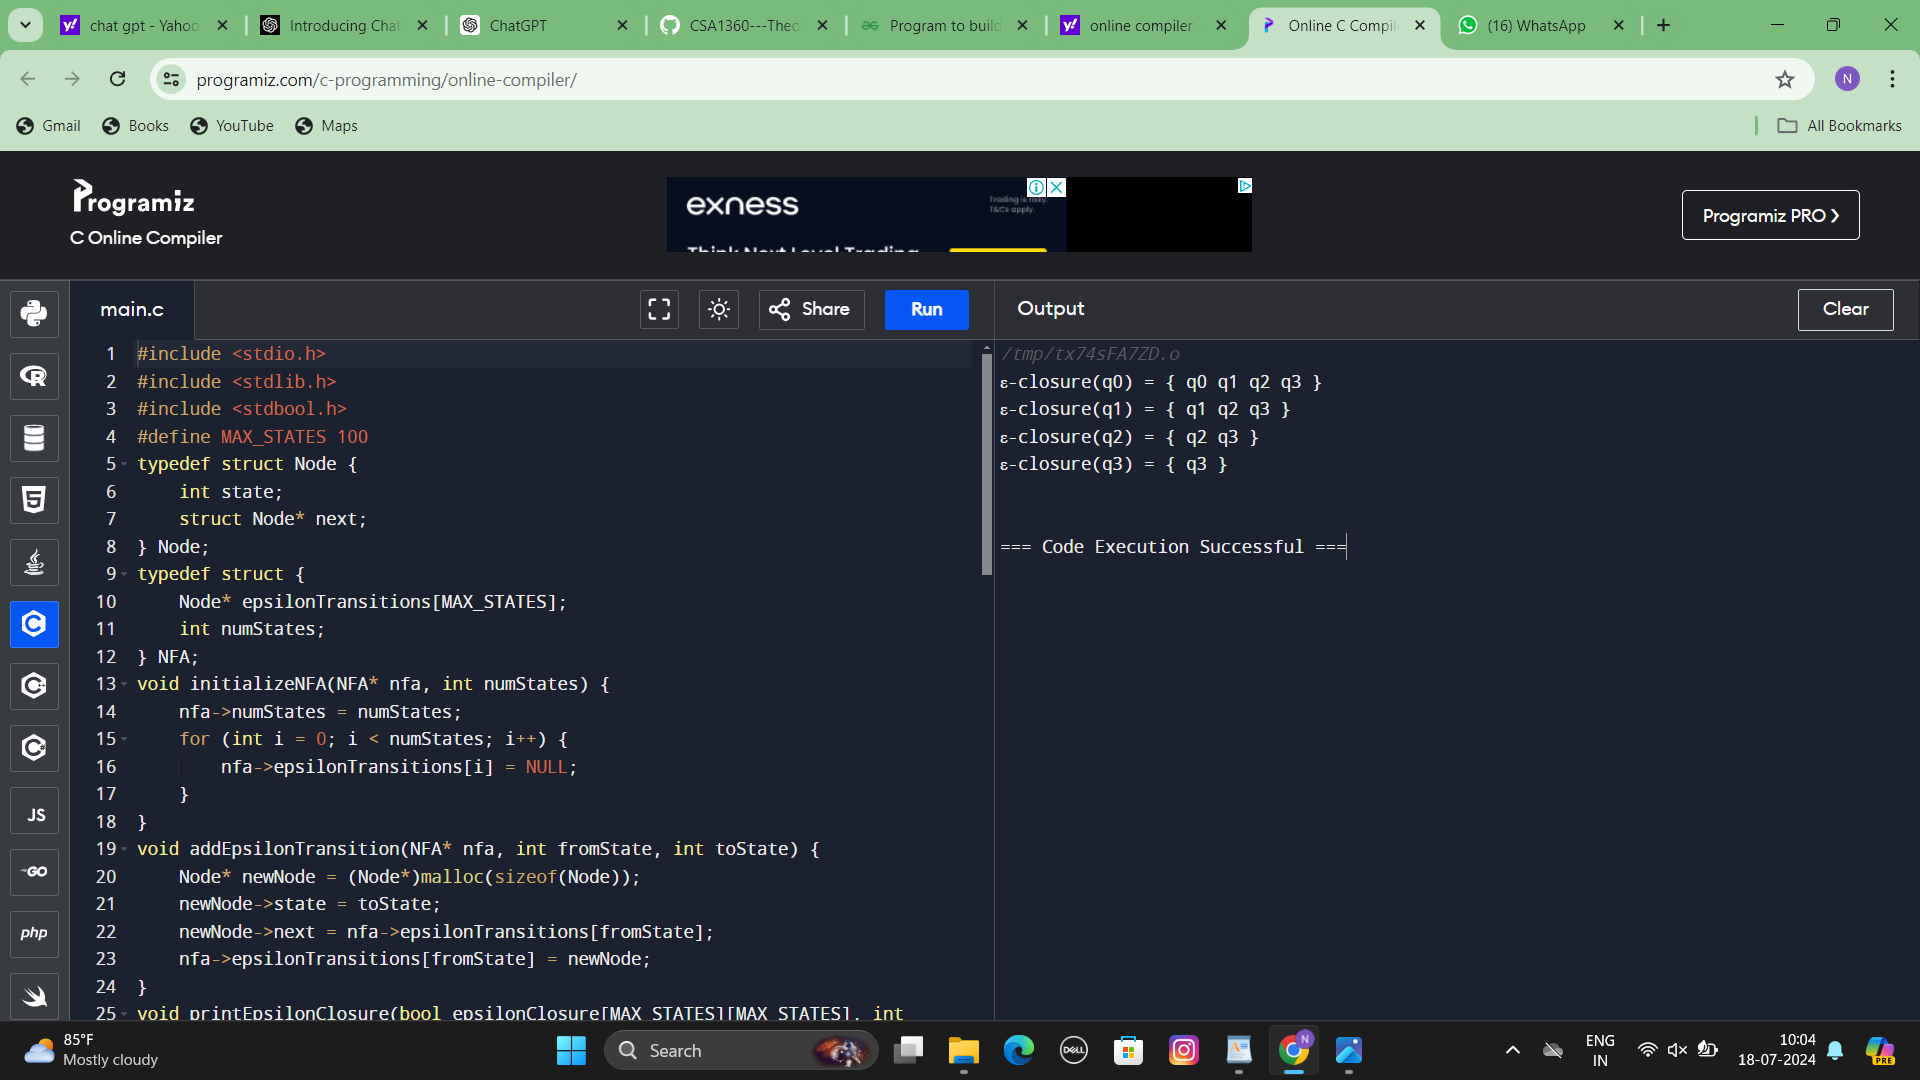 chat gpt - Yahoo
Introducing Chat
ChatGPT
CSA1360---Theo
Program to build
online compiler -
Online C Compile
(16) WhatsApp
programiz.com/c-programming/online-compiler/
N
Gmail
Books
YouTube
Maps
All Bookmarks
Programiz
C Online Compiler
exness
Trading is risky.
T&Cs apply.
Think Next Level Trading
Programiz PRO ❯
main.c
Share
Run
Output
Clear
1 #include <stdio.h>
2 #include <stdlib.h>
3 #include <stdbool.h>
4 #define MAX_STATES 100
5 typedef struct Node {
6 int state;
7 struct Node* next;
8 } Node;
9 typedef struct {
10 Node* epsilonTransitions[MAX_STATES];
11 int numStates;
12 } NFA;
13 void initializeNFA(NFA* nfa, int numStates) {
14 nfa->numStates = numStates;
15 for (int i = 0; i < numStates; i++) {
16 nfa->epsilonTransitions[i] = NULL;
17 }
18 }
19 void addEpsilonTransition(NFA* nfa, int fromState, int toState) {
20 Node* newNode = (Node*)malloc(sizeof(Node));
21 newNode->state = toState;
22 newNode->next = nfa->epsilonTransitions[fromState];
23 nfa->epsilonTransitions[fromState] = newNode;
24 }
25 void printEpsilonClosure(bool epsilonClosure[MAX_STATES][MAX_STATES], int
/tmp/tx74sFA7ZD.o
ε-closure(q0) = { q0 q1 q2 q3 }
ε-closure(q1) = { q1 q2 q3 }
ε-closure(q2) = { q2 q3 }
ε-closure(q3) = { q3 }
=== Code Execution Successful ===
JS
GO
php
85°F
Mostly cloudy
Search
DELL
N
ENG
IN
10:04
18-07-2024
PRE